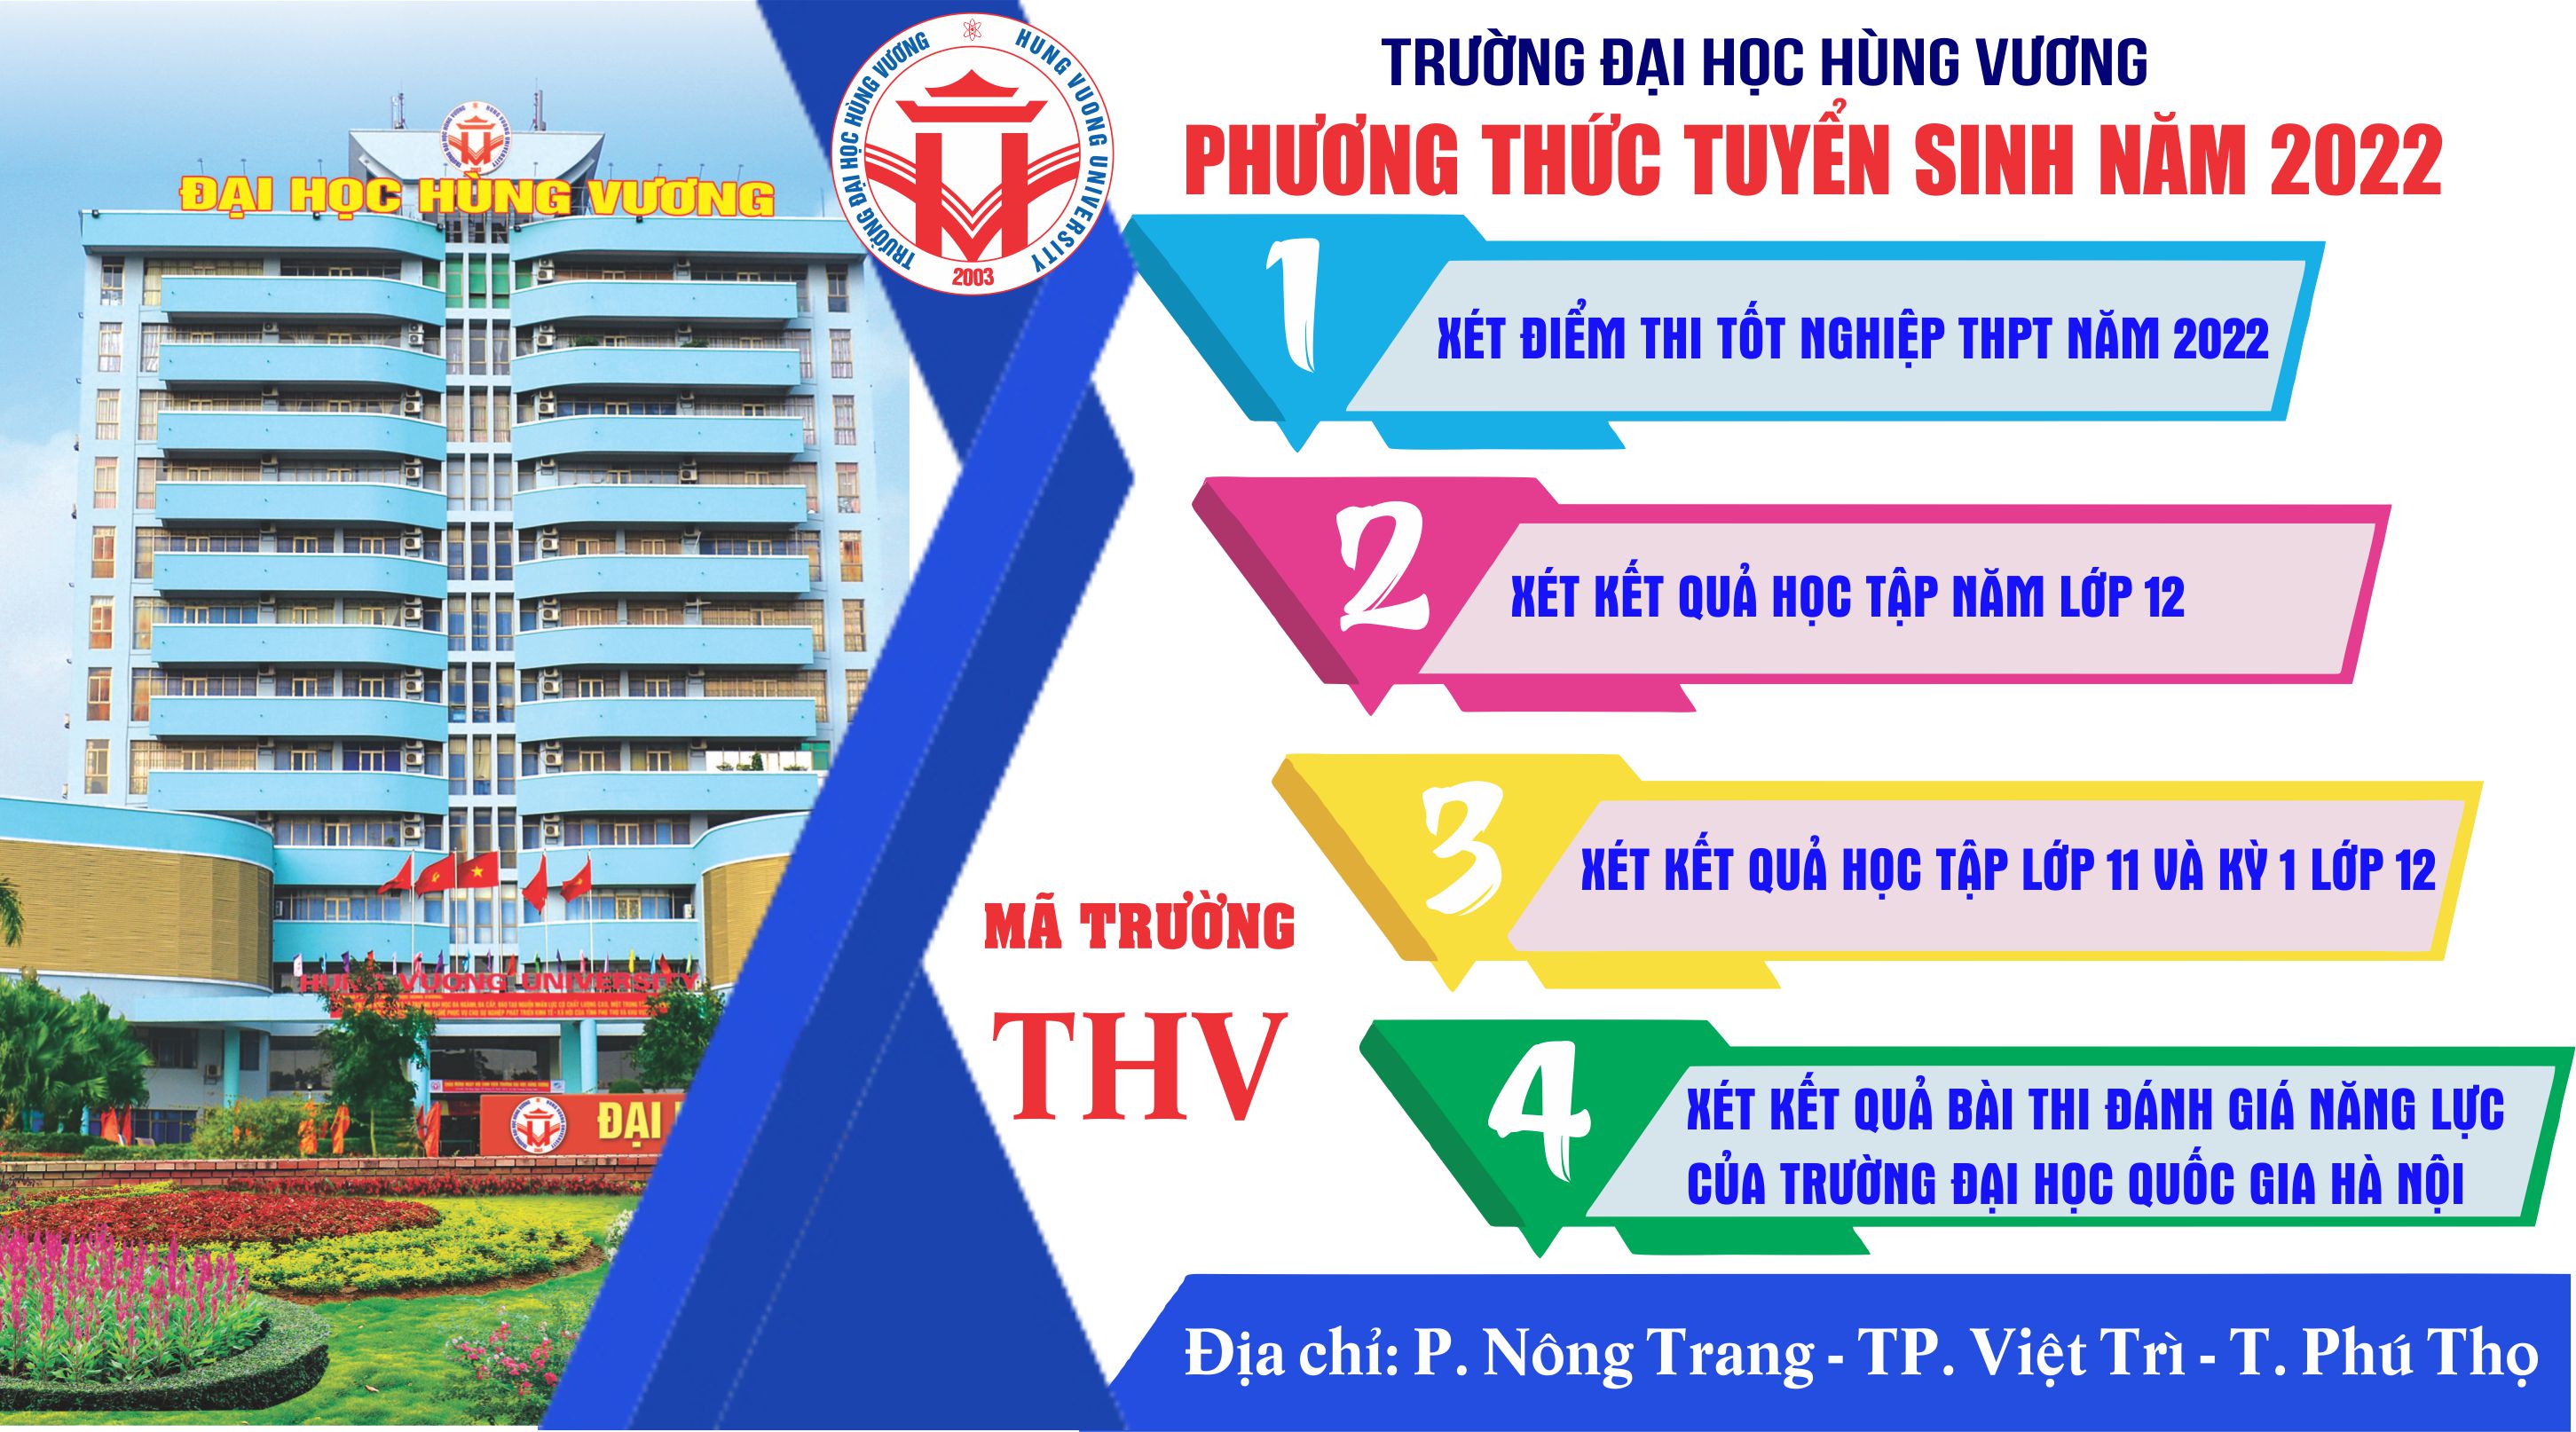 TRƯỜNG ĐẠI HỌC HÙNG VƯƠNG
PHƯƠNG THỨC TUYỂN SINH NĂM 2022
TRƯỜNG ĐẠI HỌC HÙNG VƯƠNG
HUNG VUONG UNIVERSITY
2003
ĐẠI HỌC HÙNG VƯƠNG
1
XÉT ĐIỂM THI TỐT NGHIỆP THPT NĂM 2022
2
XÉT KẾT QUẢ HỌC TẬP NĂM LỚP 12
3
XÉT KẾT QUẢ HỌC TẬP LỚP 11 VÀ KỲ 1 LỚP 12
MÃ TRƯỜNG
THV
4
XÉT KẾT QUẢ BÀI THI ĐÁNH GIÁ NĂNG LỰC
CỦA TRƯỜNG ĐẠI HỌC QUỐC GIA HÀ NỘI
VUONG UNIVERSITY
ĐẠI
Địa chỉ: P. Nông Trang - TP. Việt Trì - T. Phú Thọ